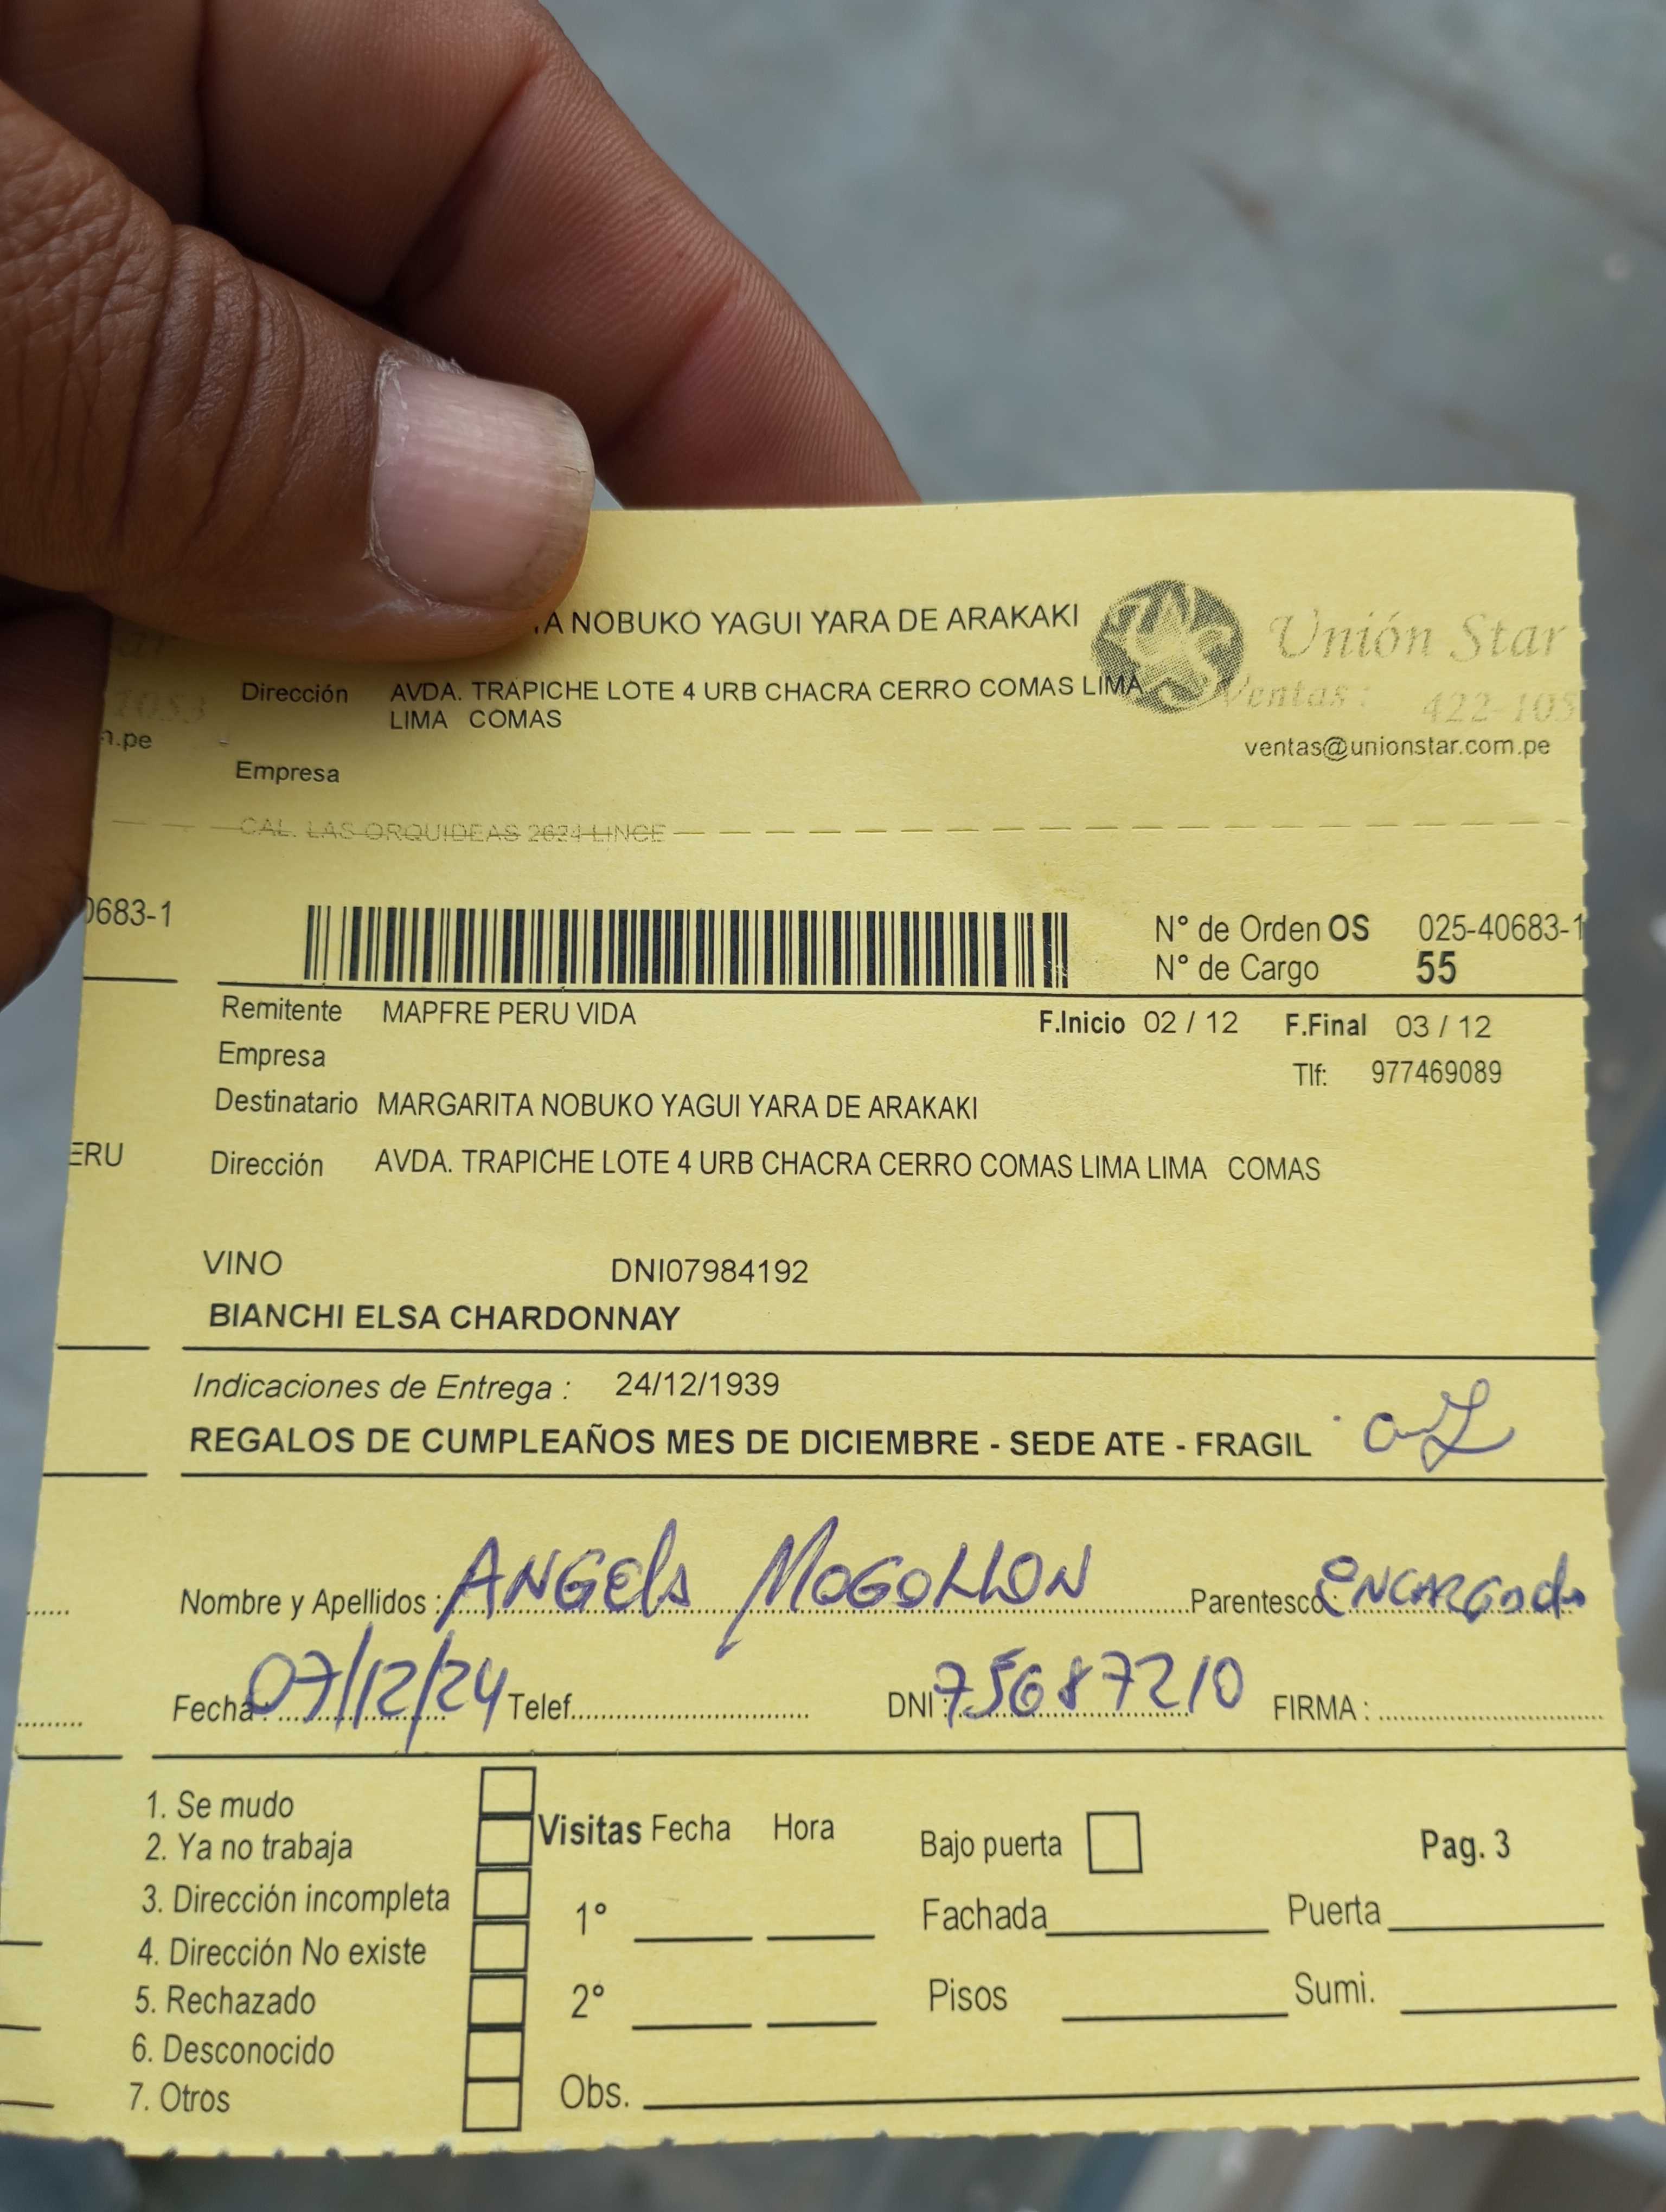 A NOBUKO YAGUI YARA DE ARAKAKI
Unión Star
Dirección AVDA. TRAPICHE LOTE 4 URB CHACRA CERRO COMAS LIMA
LIMA COMAS
Ventas: 422-105
1053
n.pe
ventas@unionstar.com.pe
Empresa
CAL. LAS ORQUIDEAS 2624 LINCE
0683-1
N° de Orden OS 025-40683-1
N° de Cargo 55
Remitente MAPFRE PERU VIDA
F.Inicio 02 / 12 F.Final 03 / 12
Empresa
Tlf: 977469089
Destinatario MARGARITA NOBUKO YAGUI YARA DE ARAKAKI
ERU
Dirección AVDA. TRAPICHE LOTE 4 URB CHACRA CERRO COMAS LIMA LIMA COMAS
VINO DNI07984192
BIANCHI ELSA CHARDONNAY
Indicaciones de Entrega : 24/12/1939
REGALOS DE CUMPLEAÑOS MES DE DICIEMBRE - SEDE ATE - FRAGIL
Nombre y Apellidos : ANGela MOGOLLON Parentesco: ENCARGada
Fecha : 07/12/24 Telef. DNI : 75687210 FIRMA :
1. Se mudo
2. Ya no trabaja
3. Dirección incompleta
4. Dirección No existe
5. Rechazado
6. Desconocido
7. Otros
Visitas Fecha Hora
1°
2°
Obs.
Bajo puerta
Pag. 3
Fachada Puerta
Pisos Sumi.